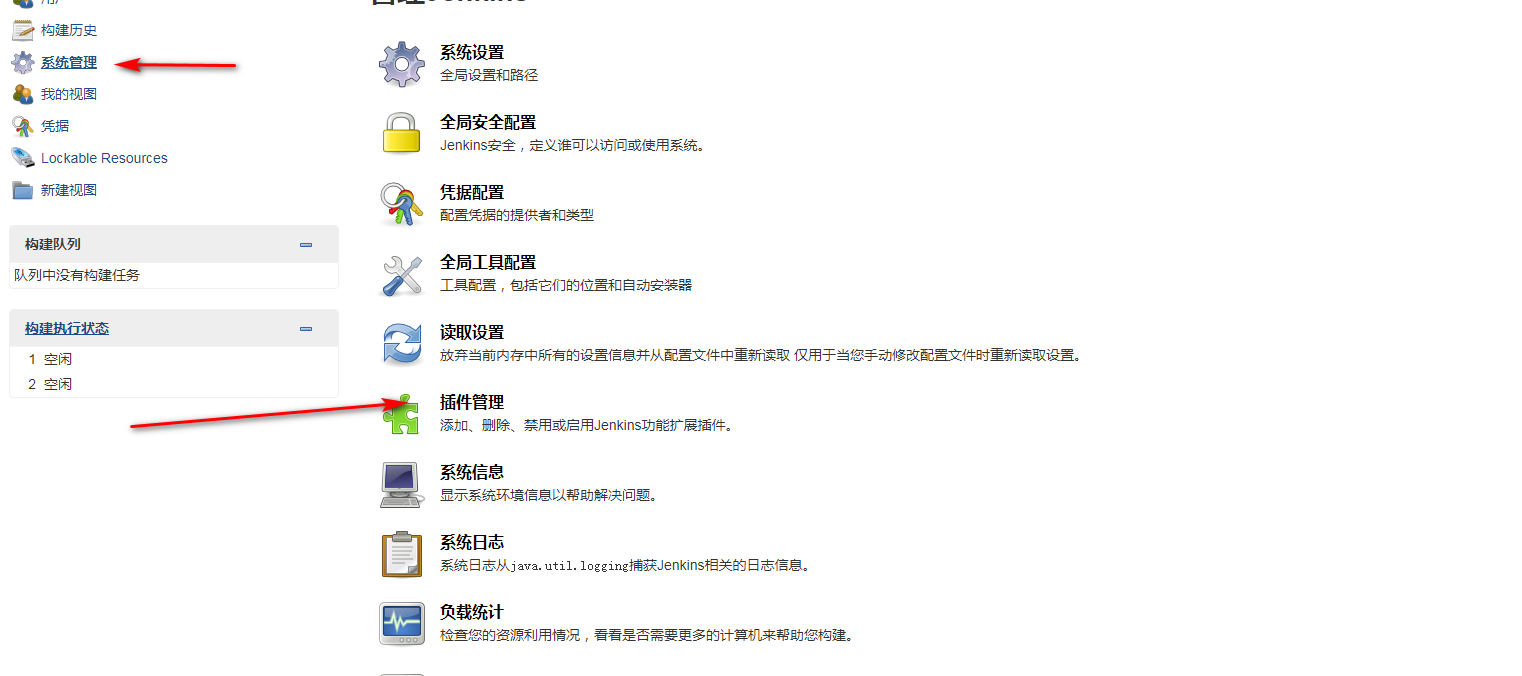 管理Jenkins
用户
构建历史
系统管理
我的视图
凭据
Lockable Resources
新建视图
构建队列
队列中没有构建任务
构建执行状态
1 空闲
2 空闲
系统设置
全局设置和路径
全局安全配置
Jenkins安全，定义谁可以访问或使用系统。
凭据配置
配置凭据的提供者和类型
全局工具配置
工具配置，包括它们的位置和自动安装器
读取设置
放弃当前内存中所有的设置信息并从配置文件中重新读取 仅用于当您手动修改配置文件时重新读取设置。
插件管理
添加、删除、禁用或启用Jenkins功能扩展插件。
系统信息
显示系统环境信息以帮助解决问题。
系统日志
系统日志从java.util.logging捕获Jenkins相关的日志信息。
负载统计
检查您的资源利用情况，看看是否需要更多的计算机来帮助您构建。